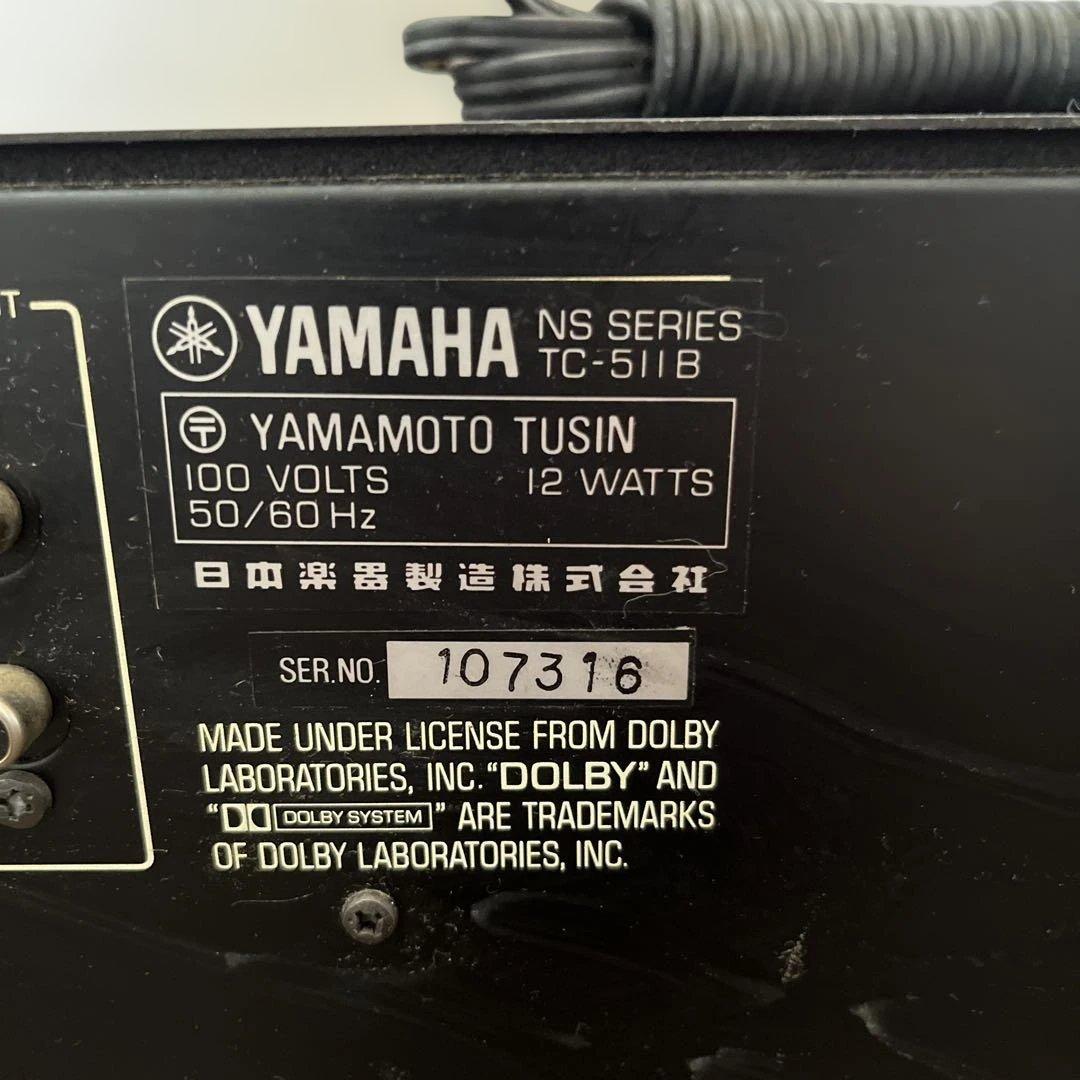 YAMAHA NS SERIES
TC-511B
〒 YAMAMOTO TUSIN
100 VOLTS 12 WATTS
50/60Hz
日本楽器製造株式会社
SER.NO. 107316
MADE UNDER LICENSE FROM DOLBY
LABORATORIES, INC. "DOLBY" AND
"DOLBY SYSTEM" ARE TRADEMARKS
OF DOLBY LABORATORIES, INC.